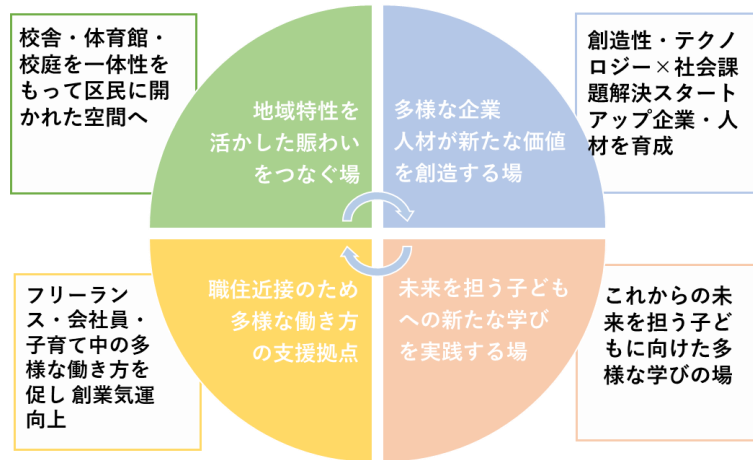 校舎・体育館・
校庭を一体性を
もって区民に開
かれた空間へ
地域特性を
活かした賑わい
をつなぐ場
多様な企業
人材が新たな価値
を創造する場
創造性・テクノ
ロジー×社会課
題解決スタート
アップ企業・人
材を育成
フリーラン
ス・会社員・
子育て中の多
様な働き方を
促し 創業気運
向上
職住近接のため
多様な働き方
の支援拠点
未来を担う子ども
への新たな学び
を実践する場
これからの未
来を担う子ど
もに向けた多
様な学びの場